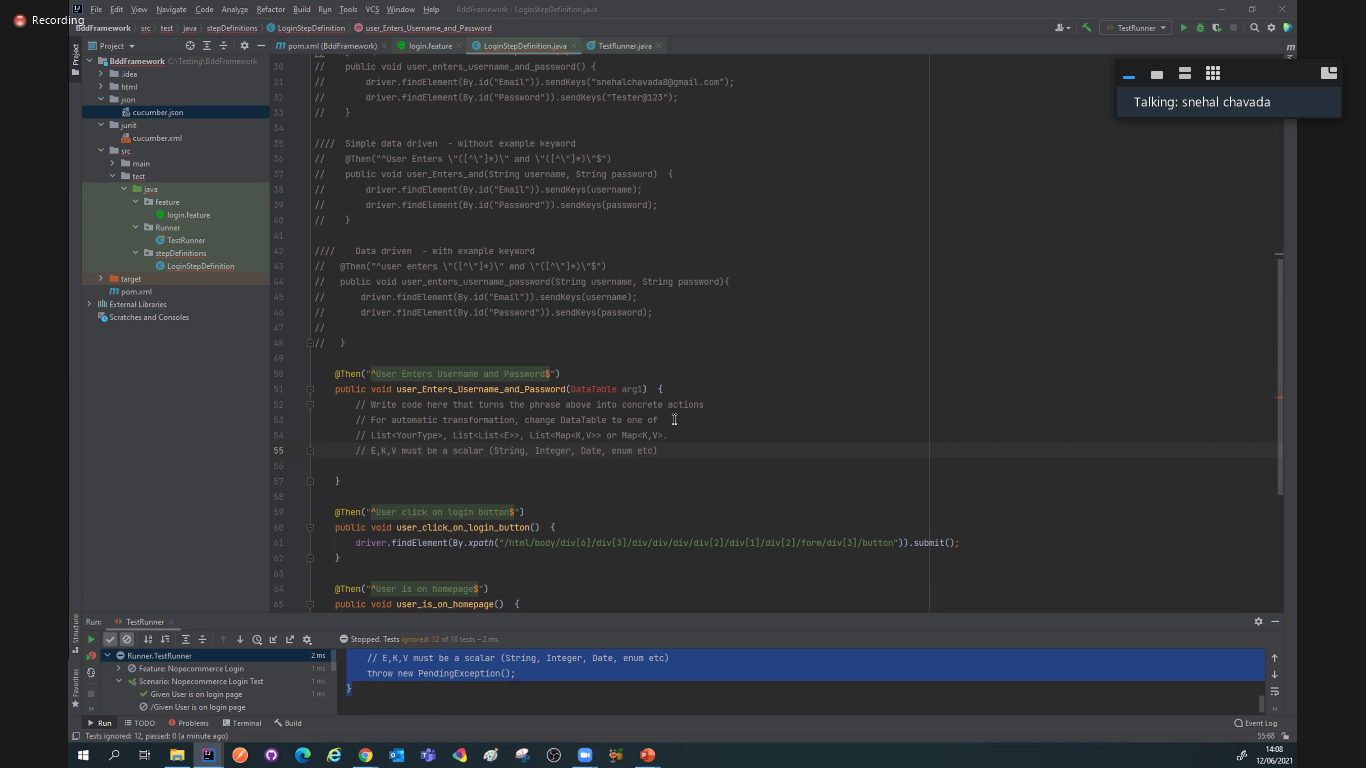 Recording
File Edit View Navigate Code Analyze Refactor Build Run Tools VCS Window Help BddFramework - LoginStepDefinition.java
BddFramework src test java stepDefinitions LoginStepDefinition user_Enters_Username_and_Password TestRunner
Project pom.xml (BddFramework) login.feature LoginStepDefinition.java TestRunner.java
Talking: snehal chavada
Project
BddFramework C:\Testing\BddFramework
.idea
html
json
cucumber.json
junit
cucumber.xml
src
main
test
java
feature
login.feature
Runner
TestRunner
stepDefinitions
LoginStepDefinition
target
pom.xml
External Libraries
Scratches and Consoles
30 // public void user_enters_username_and_password() {
31 // driver.findElement(By.id("Email")).sendKeys("snehalchavada8@gmail.com");
32 // driver.findElement(By.id("Password")).sendKeys("Tester@123");
33 // }
34
35 //// Simple data driven - without example keyword
36 // @Then("^User Enters \"([^\"]*)\" and \"([^\"]*)\"$")
37 // public void user_Enters_and(String username, String password) {
38 // driver.findElement(By.id("Email")).sendKeys(username);
39 // driver.findElement(By.id("Password")).sendKeys(password);
40 // }
41
42 //// Data driven - with example keyword
43 // @Then("^user enters \"([^\"]*)\" and \"([^\"]*)\"$")
44 // public void user_enters_username_password(String username, String password){
45 // driver.findElement(By.id("Email")).sendKeys(username);
46 // driver.findElement(By.id("Password")).sendKeys(password);
47 //
48 // }
49
50 @Then("^User Enters Username and Password$")
51 public void user_Enters_Username_and_Password(DataTable arg1) {
52 // Write code here that turns the phrase above into concrete actions
53 // For automatic transformation, change DataTable to one of
54 // List<YourType>, List<List<E>>, List<Map<K,V>> or Map<K,V>.
55 // E,K,V must be a scalar (String, Integer, Date, enum etc)
56
57 }
58
59 @Then("^User click on login button$")
60 public void user_click_on_login_button() {
61 driver.findElement(By.xpath("/html/body/div[6]/div[3]/div/div/div/div[2]/div[1]/div[2]/form/div[3]/button")).submit();
62 }
63
64 @Then("^User is on homepage$")
65 public void user_is_on_homepage() {
Structure
Favorites
Run: TestRunner
Stopped. Tests ignored: 12 of 18 tests – 2 ms
Runner.TestRunner 2 ms
Feature: Nopecommerce Login 1 ms
Scenario: Nopecommerce Login Test 1 ms
Given User is on login page 1 ms
/Given User is on login page
// E,K,V must be a scalar (String, Integer, Date, enum etc)
throw new PendingException();
}
Run TODO Problems Terminal Build Event Log
Tests ignored: 12, passed: 0 (a minute ago) 55:68
14:08
12/06/2021